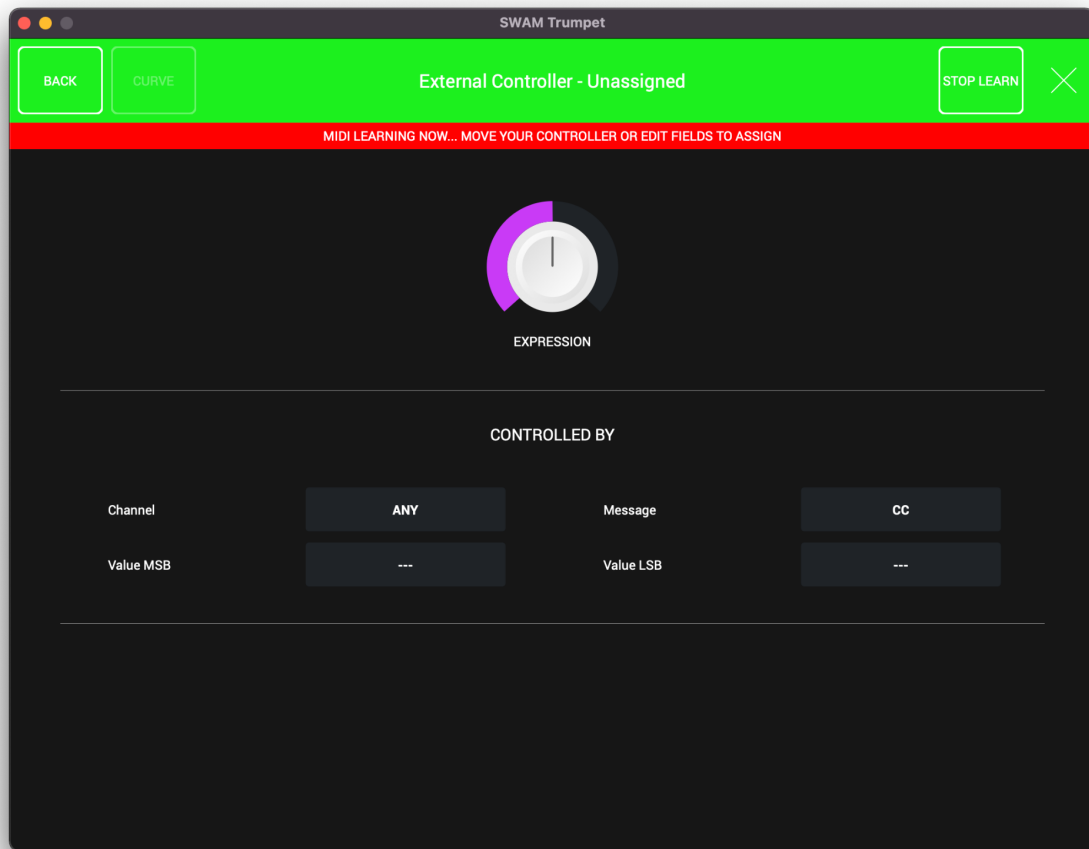 SWAM Trumpet
BACK
CURVE
External Controller - Unassigned
STOP LEARN
MIDI LEARNING NOW... MOVE YOUR CONTROLLER OR EDIT FIELDS TO ASSIGN
EXPRESSION
CONTROLLED BY
Channel
ANY
Message
CC
Value MSB
---
Value LSB
---